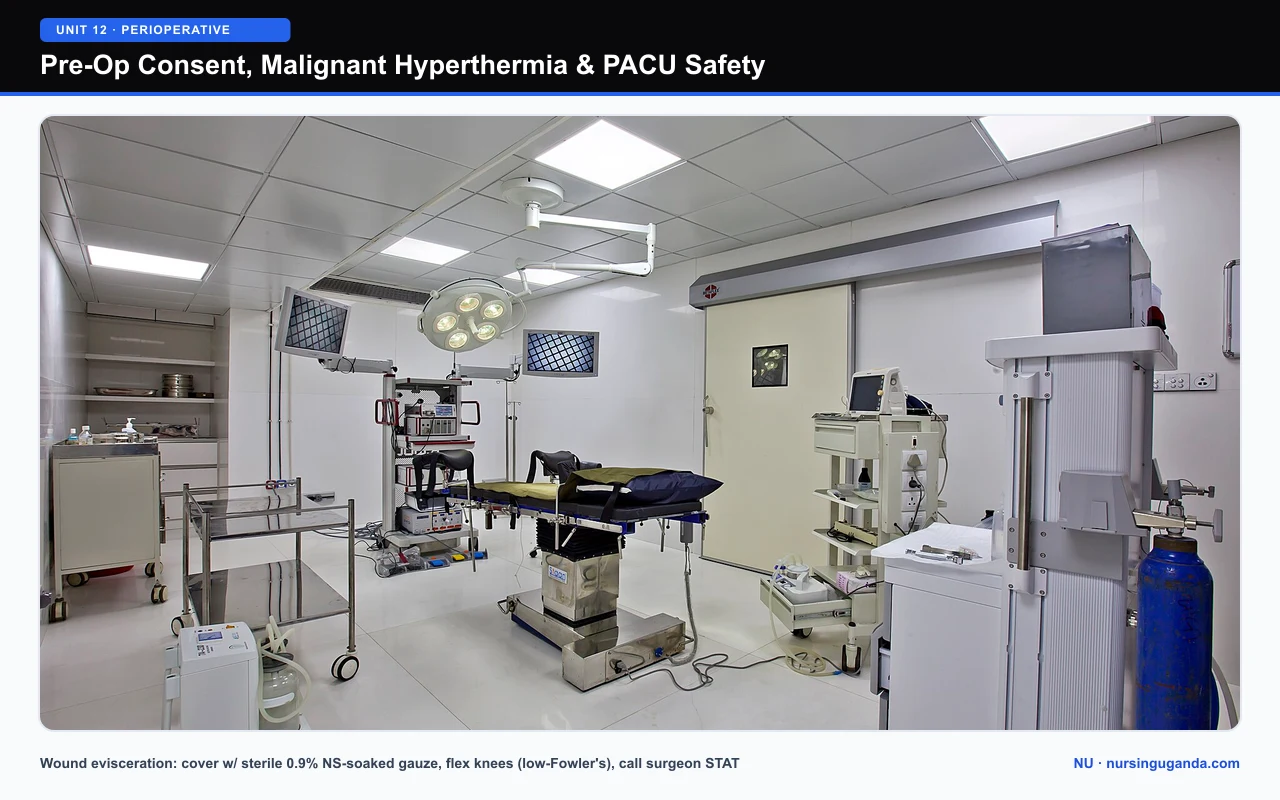 UNIT 12 · PERIOPERATIVE
Pre-Op Consent, Malignant Hyperthermia & PACU Safety
Wound evisceration: cover w/ sterile 0.9% NS-soaked gauze, flex knees (low-Fowler's), call surgeon STAT
NU · nursinguganda.com